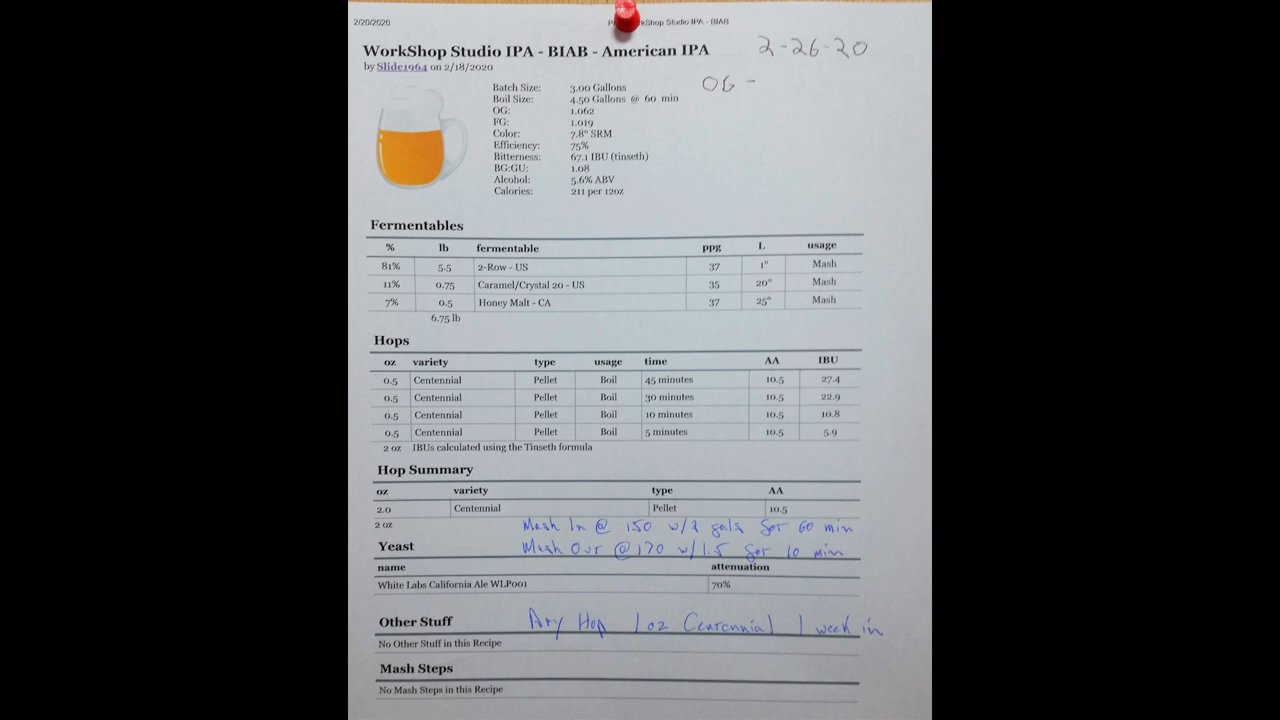 2/20/2020 kShop Studio IPA - BIAB
WorkShop Studio IPA - BIAB - American IPA 2-26-20
by Slide1964 on 2/18/2020
OG -
Batch Size: 3.00 Gallons
Boil Size: 4.50 Gallons @ 60 min
OG: 1.062
FG: 1.019
Color: 7.8° SRM
Efficiency: 75%
Bitterness: 67.1 IBU (tinseth)
BG:GU: 1.08
Alcohol: 5.6% ABV
Calories: 211 per 12oz
Fermentables
% lb fermentable ppg L usage
81% 5.5 2-Row - US 37 1° Mash
11% 0.75 Caramel/Crystal 20 - US 35 20° Mash
7% 0.5 Honey Malt - CA 37 25° Mash
6.75 lb
Hops
oz variety type usage time AA IBU
0.5 Centennial Pellet Boil 45 minutes 10.5 27.4
0.5 Centennial Pellet Boil 30 minutes 10.5 22.9
0.5 Centennial Pellet Boil 10 minutes 10.5 10.8
0.5 Centennial Pellet Boil 5 minutes 10.5 5.9
2 oz IBUs calculated using the Tinseth formula
Hop Summary
oz variety type AA
2.0 Centennial Pellet 10.5
2 oz
Mash In @ 150 w/ gals for 60 min
Yeast
Mash Out @ 170 w/ 1.5 for 10 min
name attenuation
White Labs California Ale WLP001 70%
Other Stuff
Dry Hop 1 oz Centennial 1 week in
No Other Stuff in this Recipe
Mash Steps
No Mash Steps in this Recipe